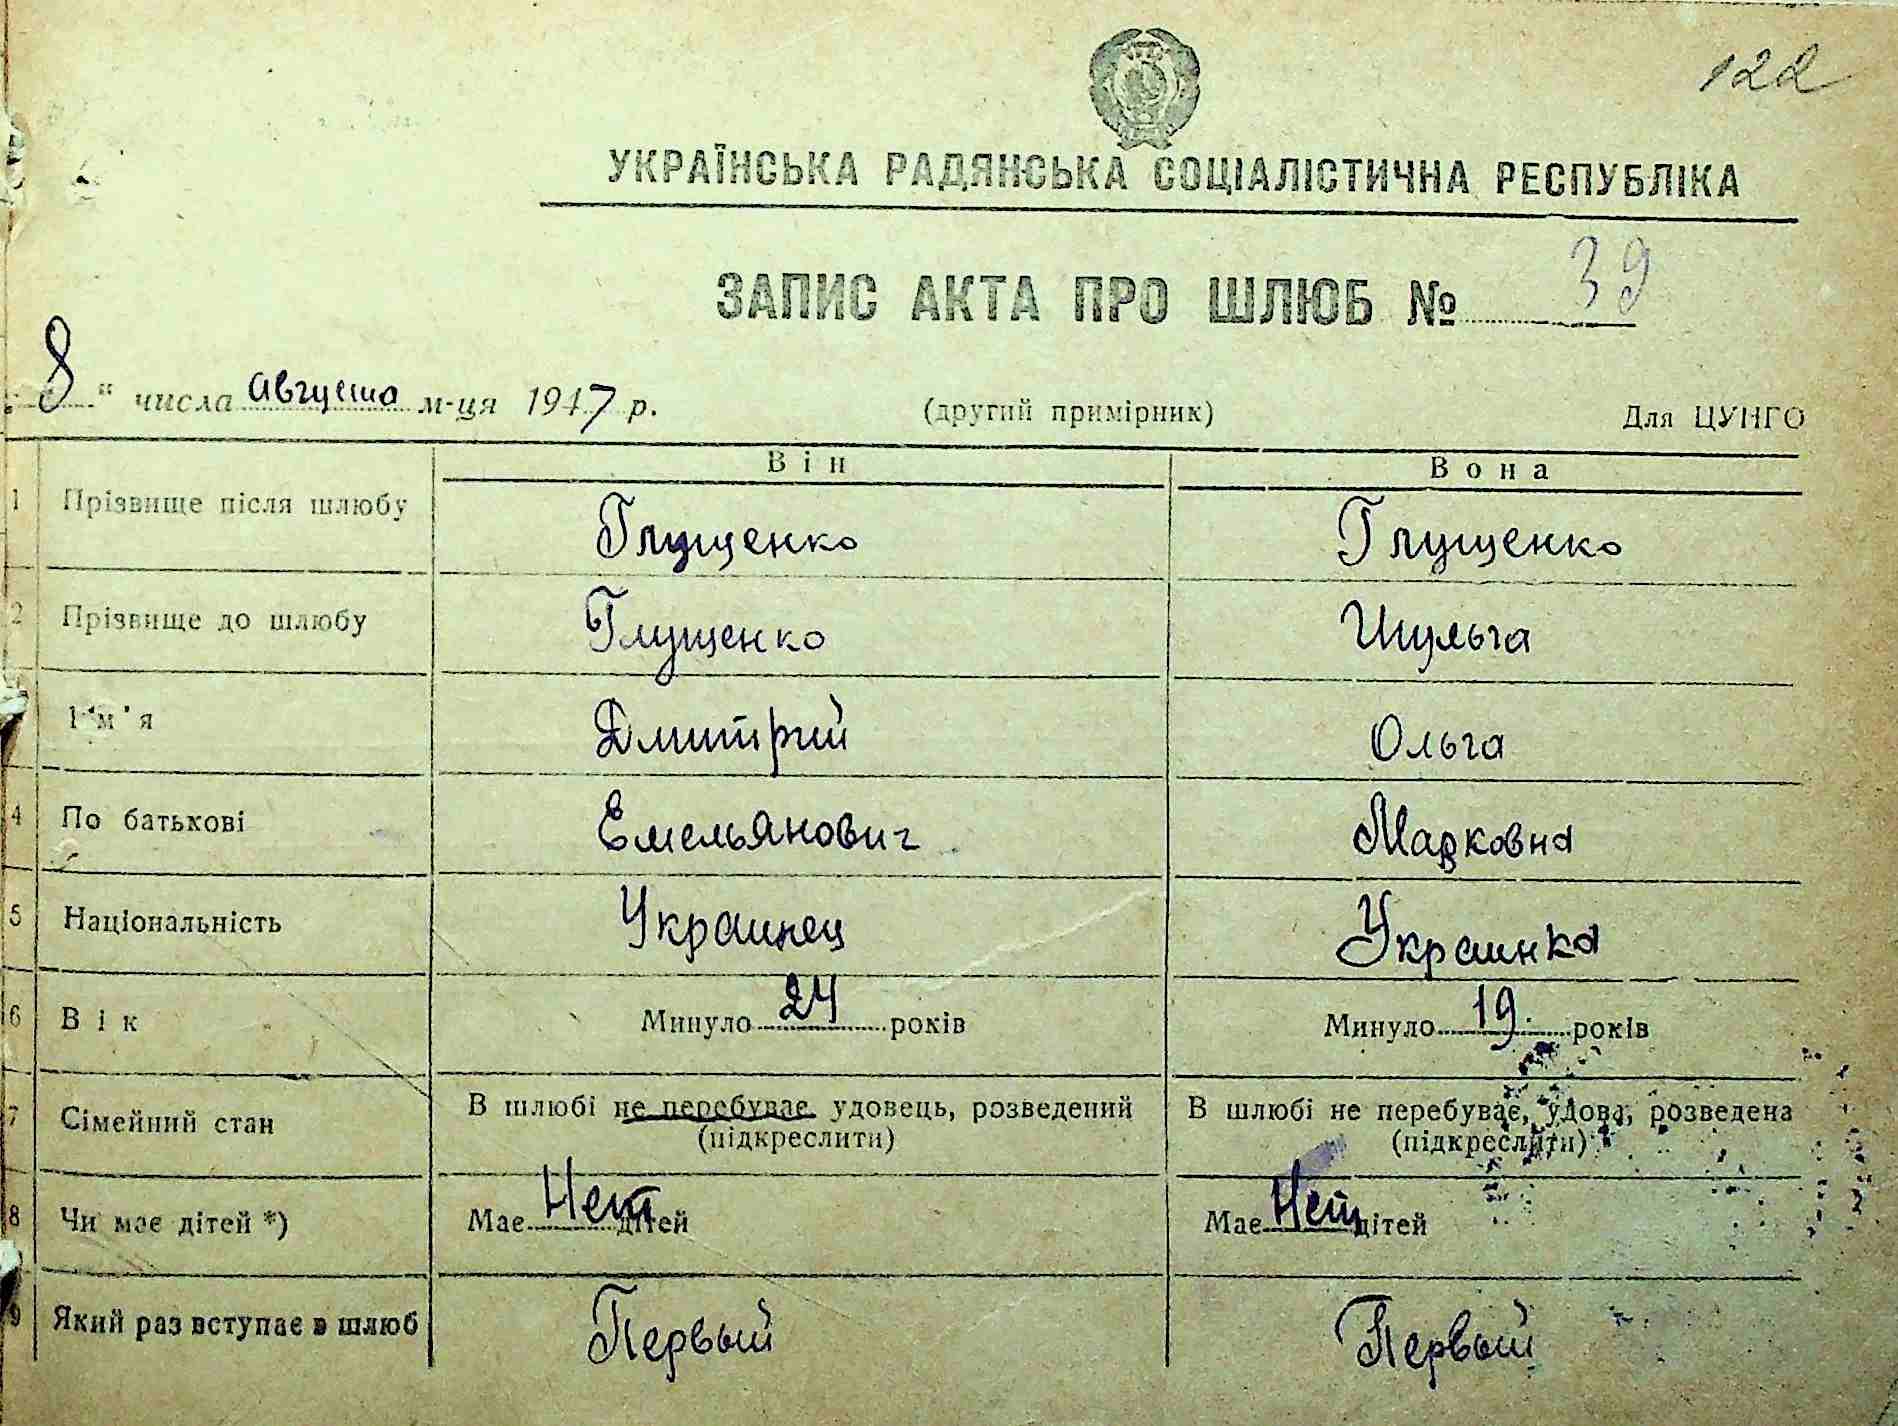 122
УКРАЇНСЬКА РАДЯНСЬКА СОЦІАЛІСТИЧНА РЕСПУБЛІКА
ЗАПИС АКТА ПРО ШЛЮБ № 39
8 " числа Августа м-ця 1947 р. (другий примірник) Для ЦУНГО
Він Вона
1 Прізвище після шлюбу Глущенко Глущенко
2 Прізвище до шлюбу Глущенко Шульга
І м'я Дмитрий Ольга
4 По батькові Емельянович Марковна
5 Національність Украинец Украинка
6 Вік Минуло 24 років Минуло 19. років
7 Сімейний стан В шлюбі не перебуває удовець, розведений В шлюбі не перебуває, удова, розведена
(підкреслити) (підкреслити)
8 Чи має дітей *) Має Нет дітей Має Нет дітей
9 Який раз вступає в шлюб Первый Первый